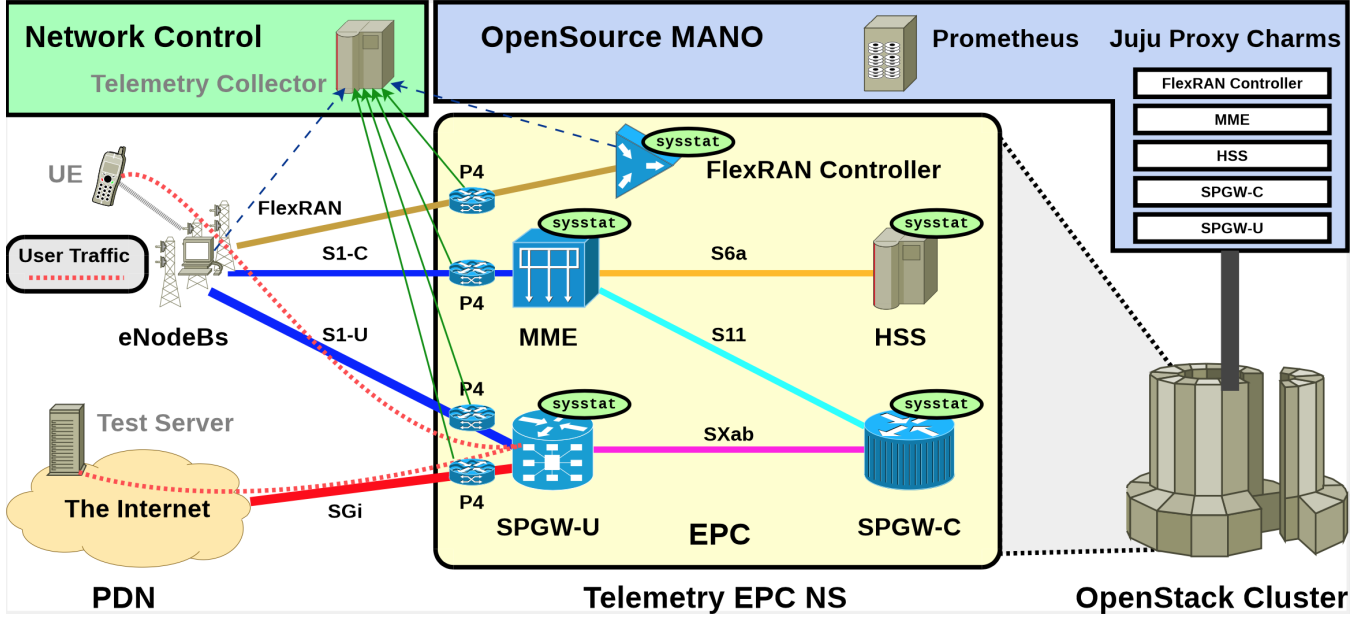 Network Control
Telemetry Collector
OpenSource MANO
Prometheus
Juju Proxy Charms
FlexRAN Controller
MME
HSS
SPGW-C
SPGW-U
UE
FlexRAN
P4
sysstat
FlexRAN Controller
User Traffic
S1-C
P4
sysstat
S6a
sysstat
eNodeBs
MME
HSS
S1-U
S11
P4
sysstat
sysstat
Test Server
SXab
The Internet
SGi
P4
SPGW-U
EPC
SPGW-C
PDN
Telemetry EPC NS
OpenStack Cluster